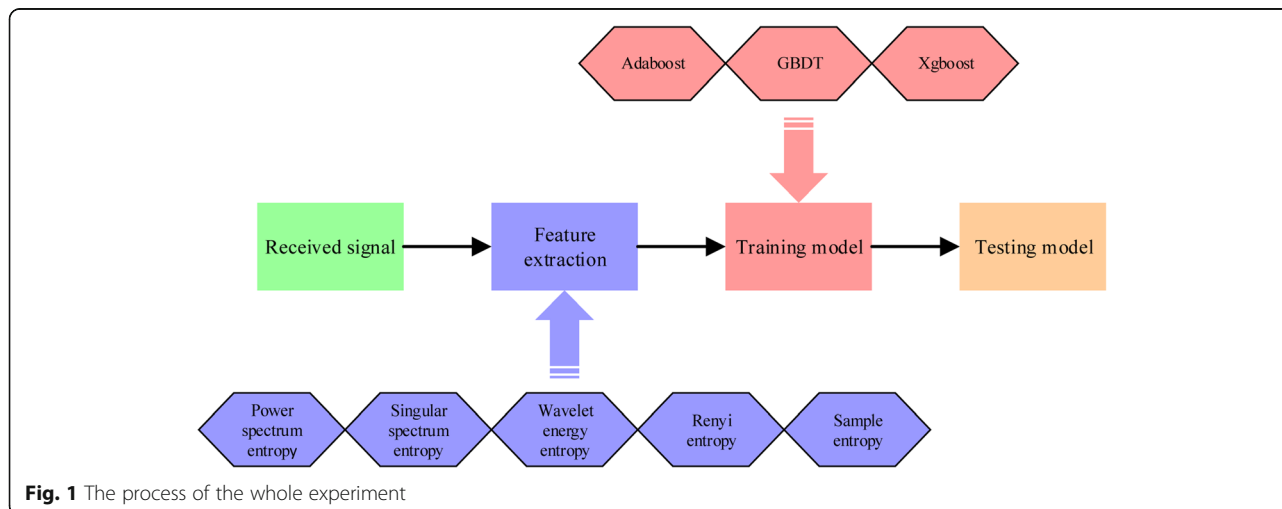 Adaboost
GBDT
Xgboost
Received signal
Feature
extraction
Training model
Testing model
Power
spectrum
entropy
Singular
spectrum
entropy
Wavelet
energy
entropy
Renyi
entropy
Sample
entropy
Fig. 1 The process of the whole experiment